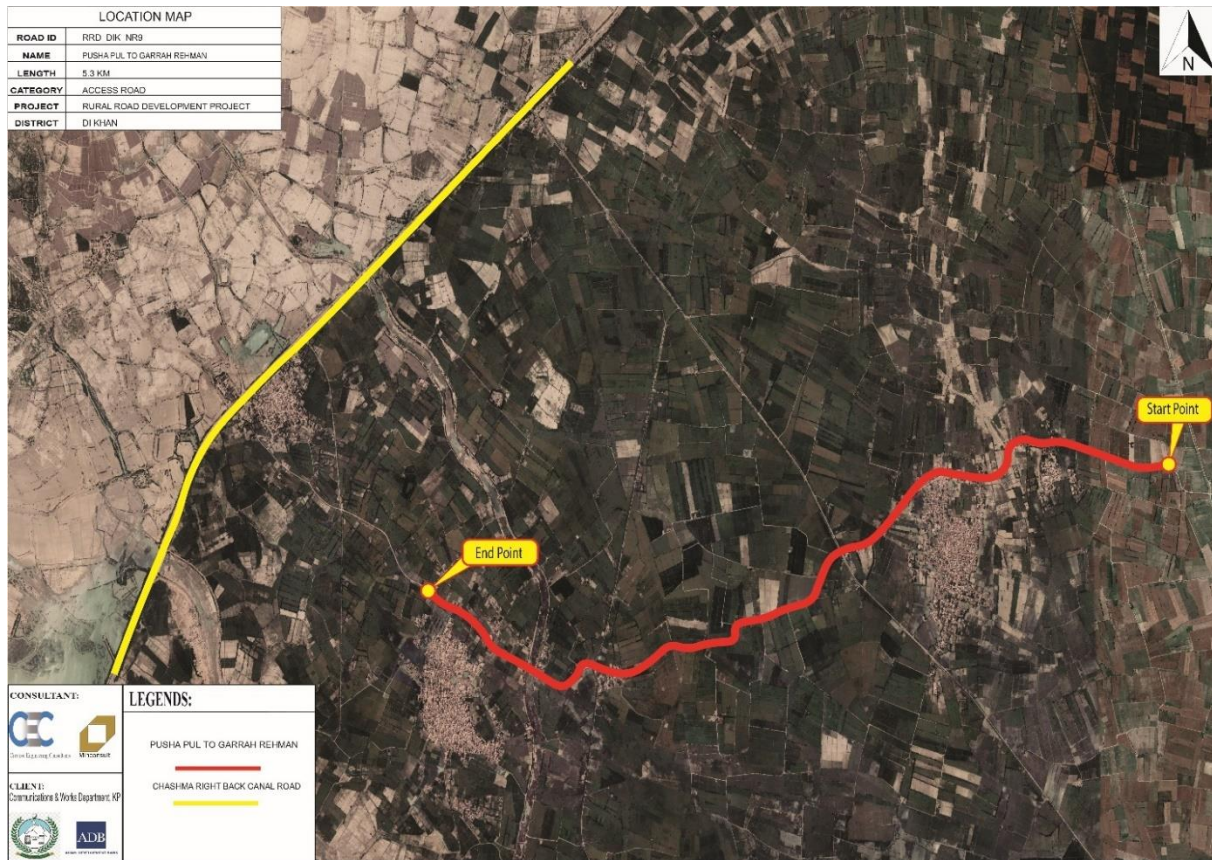 LOCATION MAP
ROAD ID RRD DIK NR9
NAME PUSHA PUL TO GARRAH REHMAN
LENGTH 5.3 KM
CATEGORY ACCESS ROAD
PROJECT RURAL ROAD DEVELOPMENT PROJECT
DISTRICT DI KHAN
N
Start Point
End Point
CONSULTANT:
CEC
Minconsult
CLIENT:
Communications & Works Department, KP
ADB
LEGENDS:
PUSHA PUL TO GARRAH REHMAN
CHASHMA RIGHT BACK CANAL ROAD